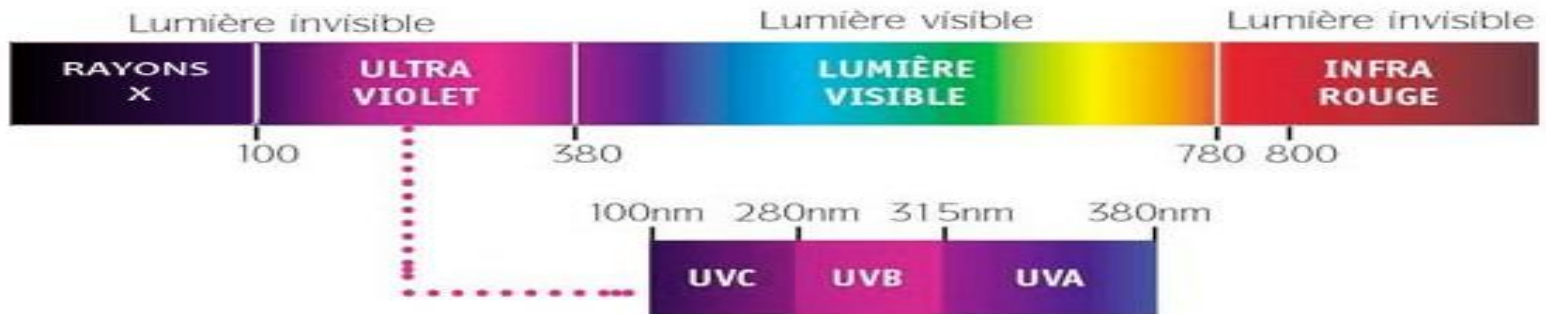 Lumière invisible Lumière visible Lumière invisible
RAYONS X ULTRA VIOLET LUMIÈRE VISIBLE INFRA ROUGE
100 380 780 800
100nm 280nm 315nm 380nm
UVC UVB UVA